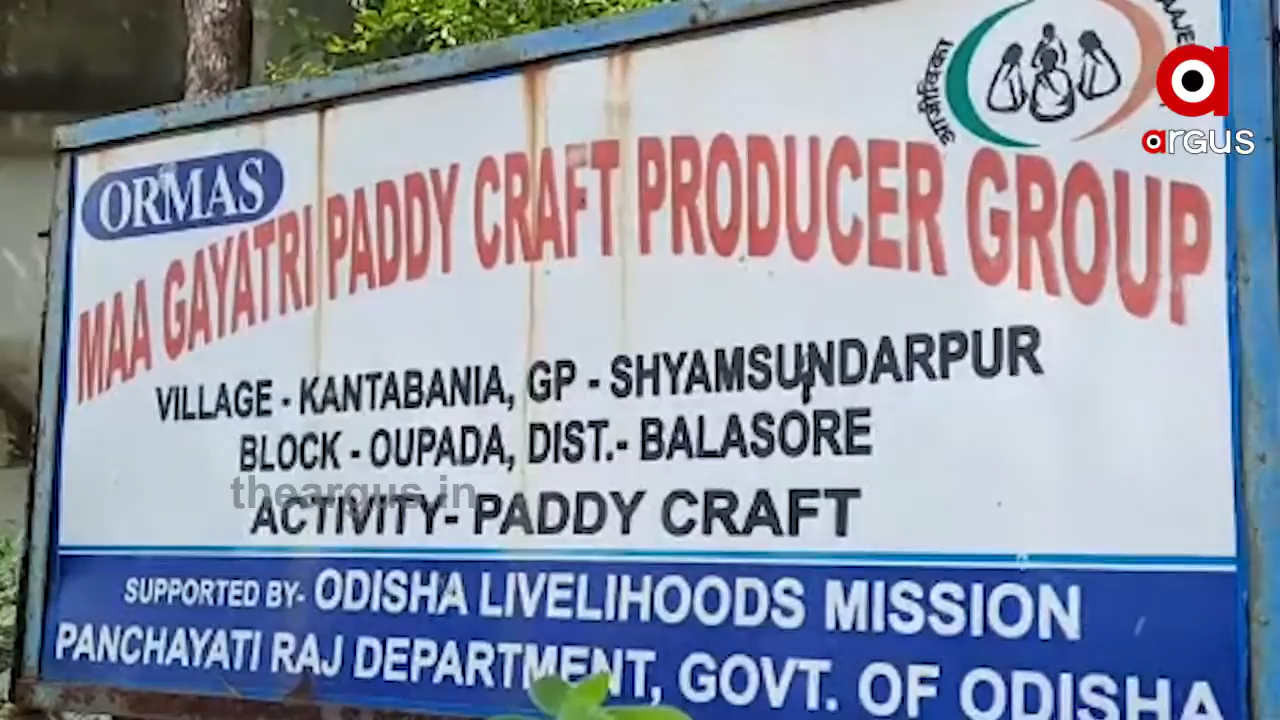 ORMAS
आजीविका
argus
MAA GAYATRI PADDY CRAFT PRODUCER GROUP
VILLAGE - KANTABANIA, GP - SHYAMSUNDARPUR
BLOCK - OUPADA, DIST.- BALASORE
theargus.in
ACTIVITY- PADDY CRAFT
SUPPORTED BY- ODISHA LIVELIHOODS MISSION
PANCHAYATI RAJ DEPARTMENT, GOVT. OF ODISHA